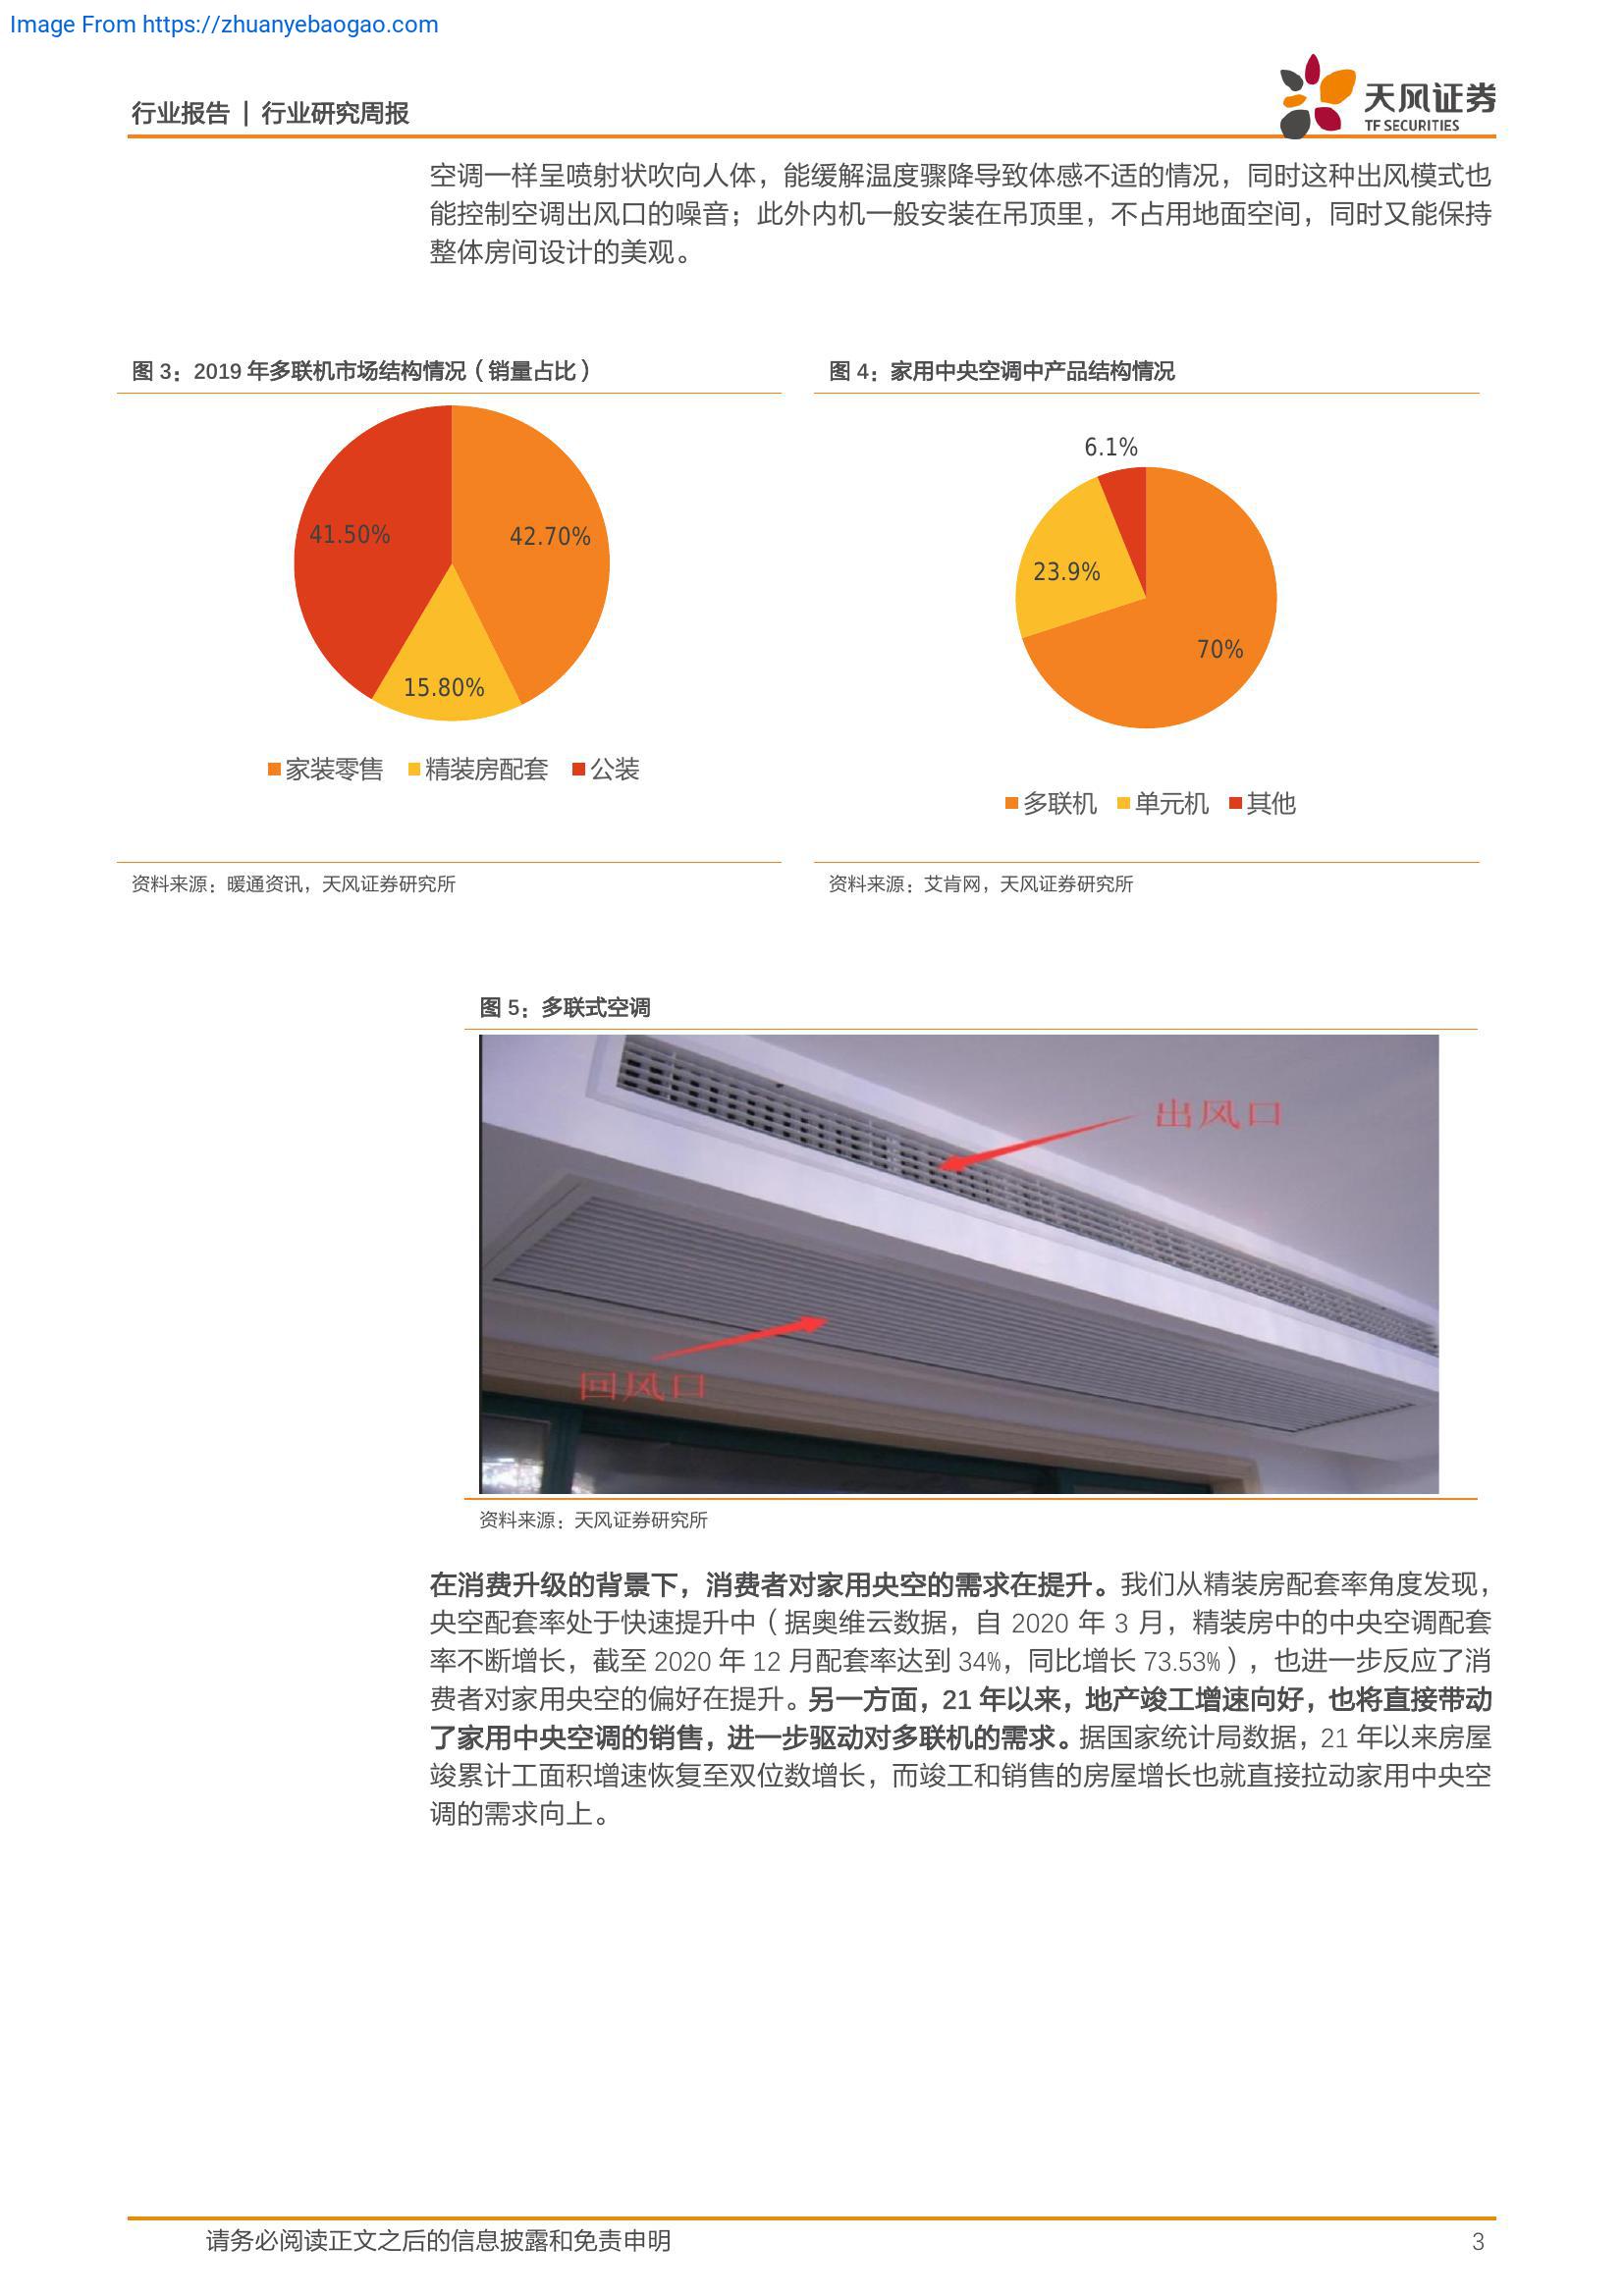 Image From https://zhuanyebaogao.com
行业报告 | 行业研究周报
天风证券
TF SECURITIES
空调一样呈喷射状吹向人体，能缓解温度骤降导致体感不适的情况，同时这种出风模式也
能控制空调出风口的噪音；此外内机一般安装在吊顶里，不占用地面空间，同时又能保持
整体房间设计的美观。
图 3：2019 年多联机市场结构情况（销量占比）
41.50%
42.70%
15.80%
家装零售 精装房配套 公装
资料来源：暖通资讯，天风证券研究所
图 4：家用中央空调中产品结构情况
6.1%
23.9%
70%
多联机 单元机 其他
资料来源：艾肯网，天风证券研究所
图 5：多联式空调
出风口
回风口
资料来源：天风证券研究所
在消费升级的背景下，消费者对家用央空的需求在提升。我们从精装房配套率角度发现，
央空配套率处于快速提升中（据奥维云数据，自 2020 年 3 月，精装房中的中央空调配套
率不断增长，截至 2020 年 12 月配套率达到 34%，同比增长 73.53%），也进一步反应了消
费者对家用央空的偏好在提升。另一方面，21 年以来，地产竣工增速向好，也将直接带动
了家用中央空调的销售，进一步驱动对多联机的需求。据国家统计局数据，21 年以来房屋
竣累计工面积增速恢复至双位数增长，而竣工和销售的房屋增长也就直接拉动家用中央空
调的需求向上。
请务必阅读正文之后的信息披露和免责申明
3